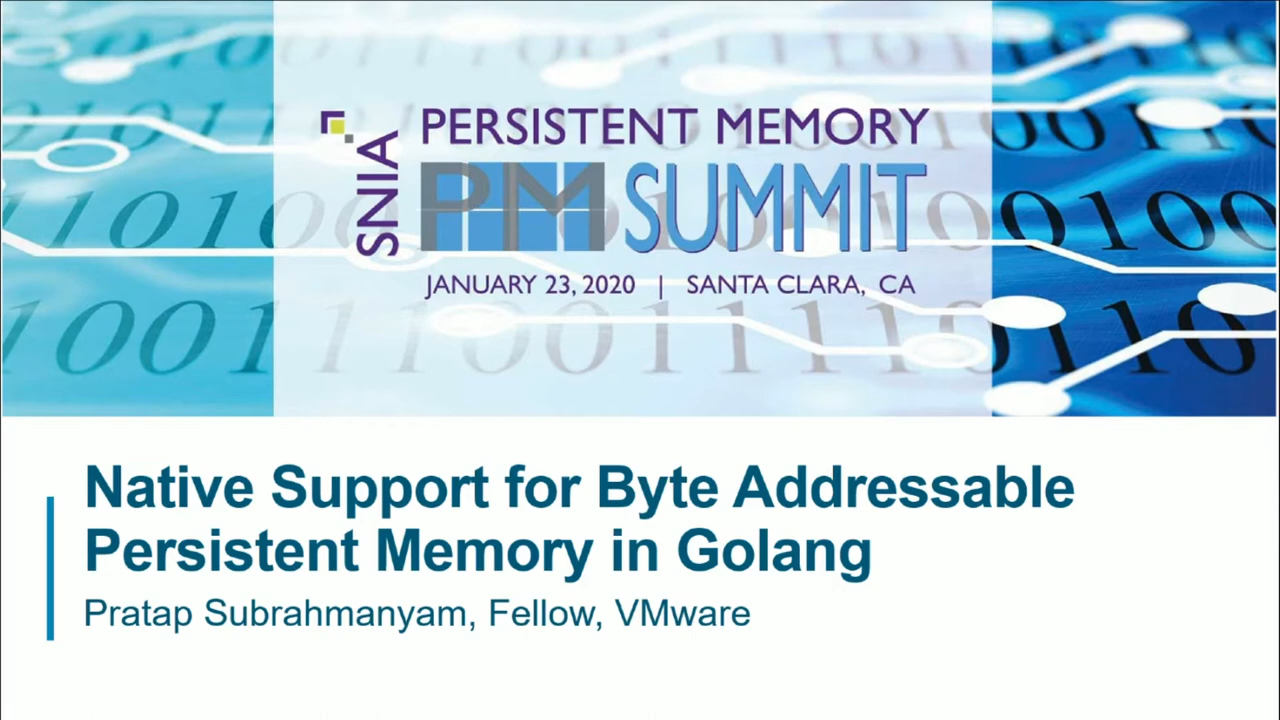 SNIA
PERSISTENT MEMORY
PM SUMMIT
JANUARY 23, 2020 | SANTA CLARA, CA
Native Support for Byte Addressable
Persistent Memory in Golang
Pratap Subrahmanyam, Fellow, VMware